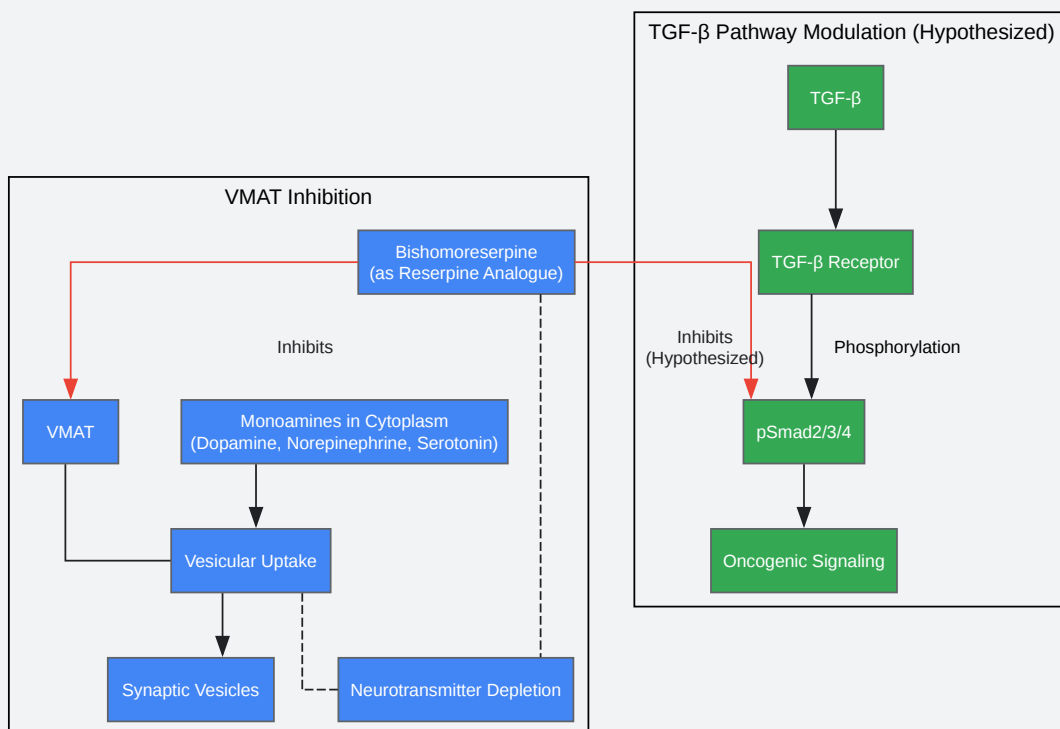 TGF-β Pathway Modulation (Hypothesized)
TGF-β
VMAT Inhibition
Bishomoreserpine
(as Reserpine Analogue)
TGF-β Receptor
Inhibits
Inhibits
(Hypothesized)
Phosphorylation
VMAT
Monoamines in Cytoplasm
(Dopamine, Norepinephrine, Serotonin)
pSmad2/3/4
Vesicular Uptake
Oncogenic Signaling
Synaptic Vesicles
Neurotransmitter Depletion